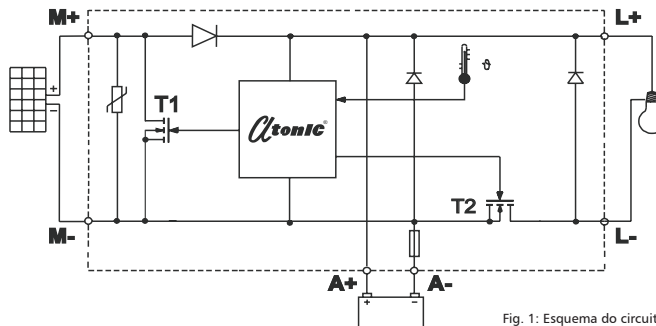 M+
L+
+
−
T1
αtonic®
ϑ
T2
M-
L-
A+
A-
+
−
Fig. 1: Esquema do circuit